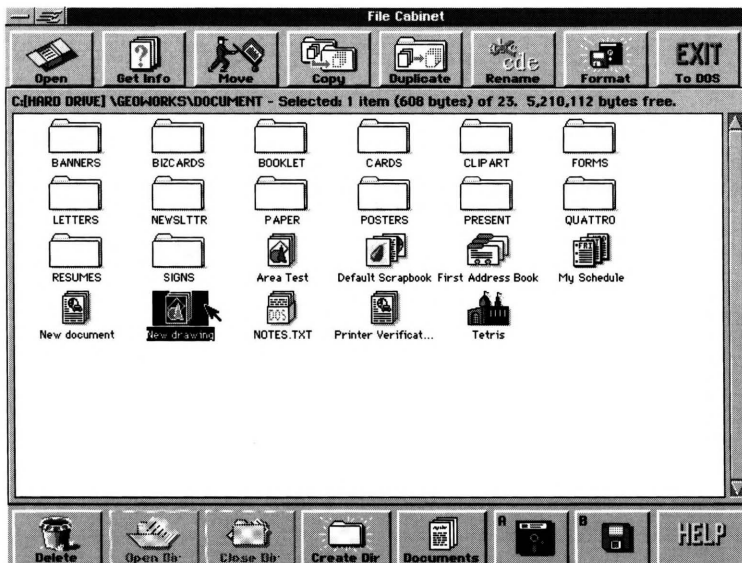 File Cabinet
Open Get Info Move Copy Duplicate Rename Format EXIT To DOS
cde
C:[HARD DRIVE] \GEOWORKS\DOCUMENT - Selected: 1 item (608 bytes) of 23. 5,210,112 bytes free.
BANNERS BIZCARDS BOOKLET CARDS CLIPART FORMS
LETTERS NEWSLTTR PAPER POSTERS PRESENT QUATTRO
RESUMES SIGNS Area Test Default Scrapbook First Address Book My Schedule
DOS
New document New drawing NOTES.TXT Printer Verificat... Tetris
A B HELP
Delete Open Dir Close Dir Create Dir Documents